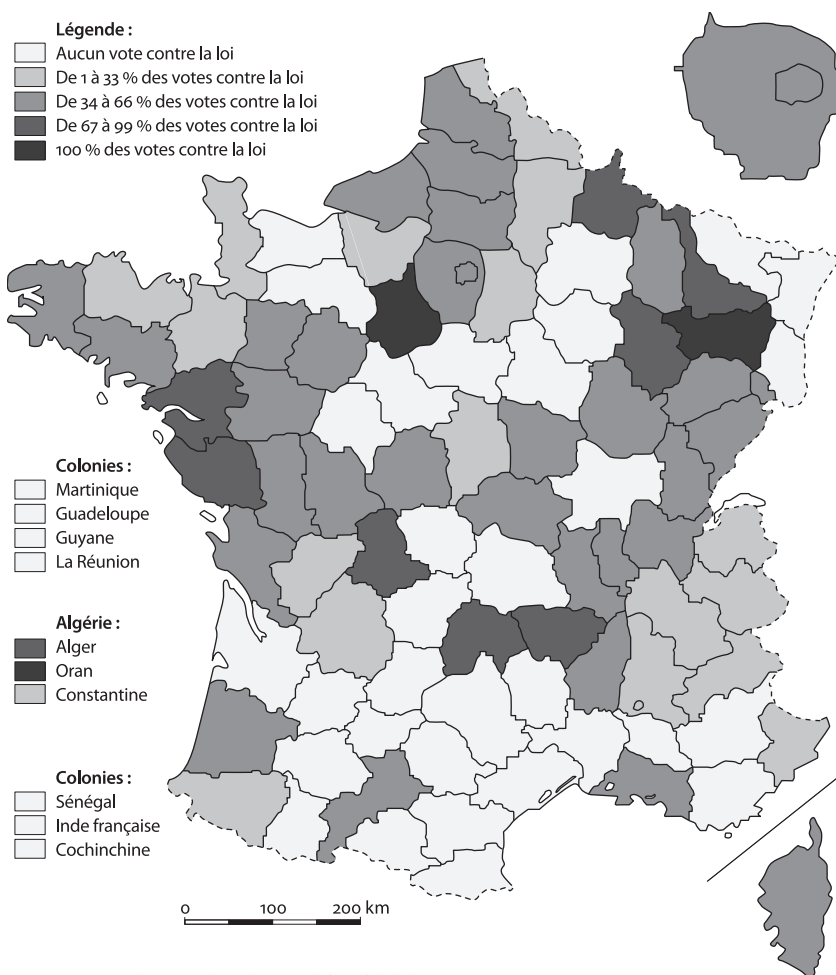 Légende :
Aucun vote contre la loi
De 1 à 33 % des votes contre la loi
De 34 à 66 % des votes contre la loi
De 67 à 99 % des votes contre la loi
100 % des votes contre la loi
Colonies :
Martinique
Guadeloupe
Guyane
La Réunion
Algérie :
Alger
Oran
Constantine
Colonies :
Sénégal
Inde française
Cochinchine
0 100 200 km